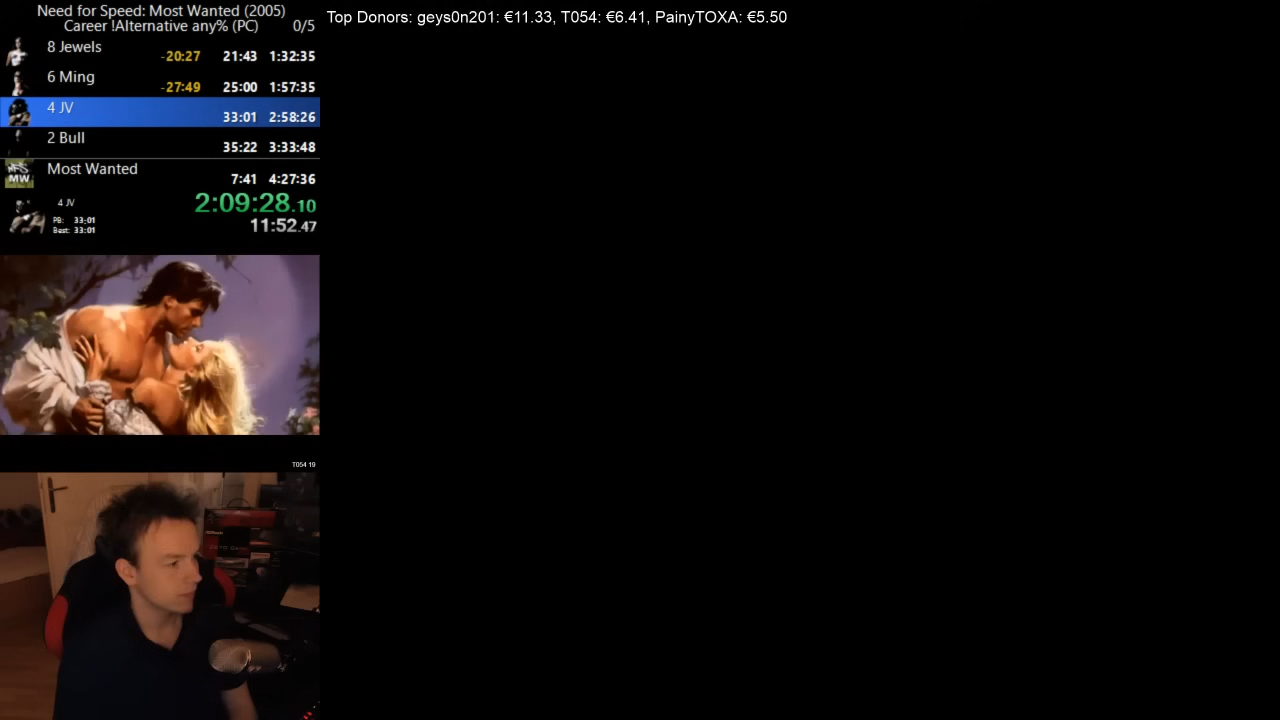 Need for Speed: Most Wanted (2005)
Career !Alternative any% (PC) 0/5
8 Jewels -20:27 21:43 1:32:35
6 Ming -27:49 25:00 1:57:35
4 JV 33:01 2:58:26
2 Bull 35:22 3:33:48
MW Most Wanted 7:41 4:27:36
4 JV 2:09:28.10
PB: 33:01 11:52.47
Best: 33:01
Top Donors: geys0n201: €11.33, T054: €6.41, PainyTOXA: €5.50
T054 19